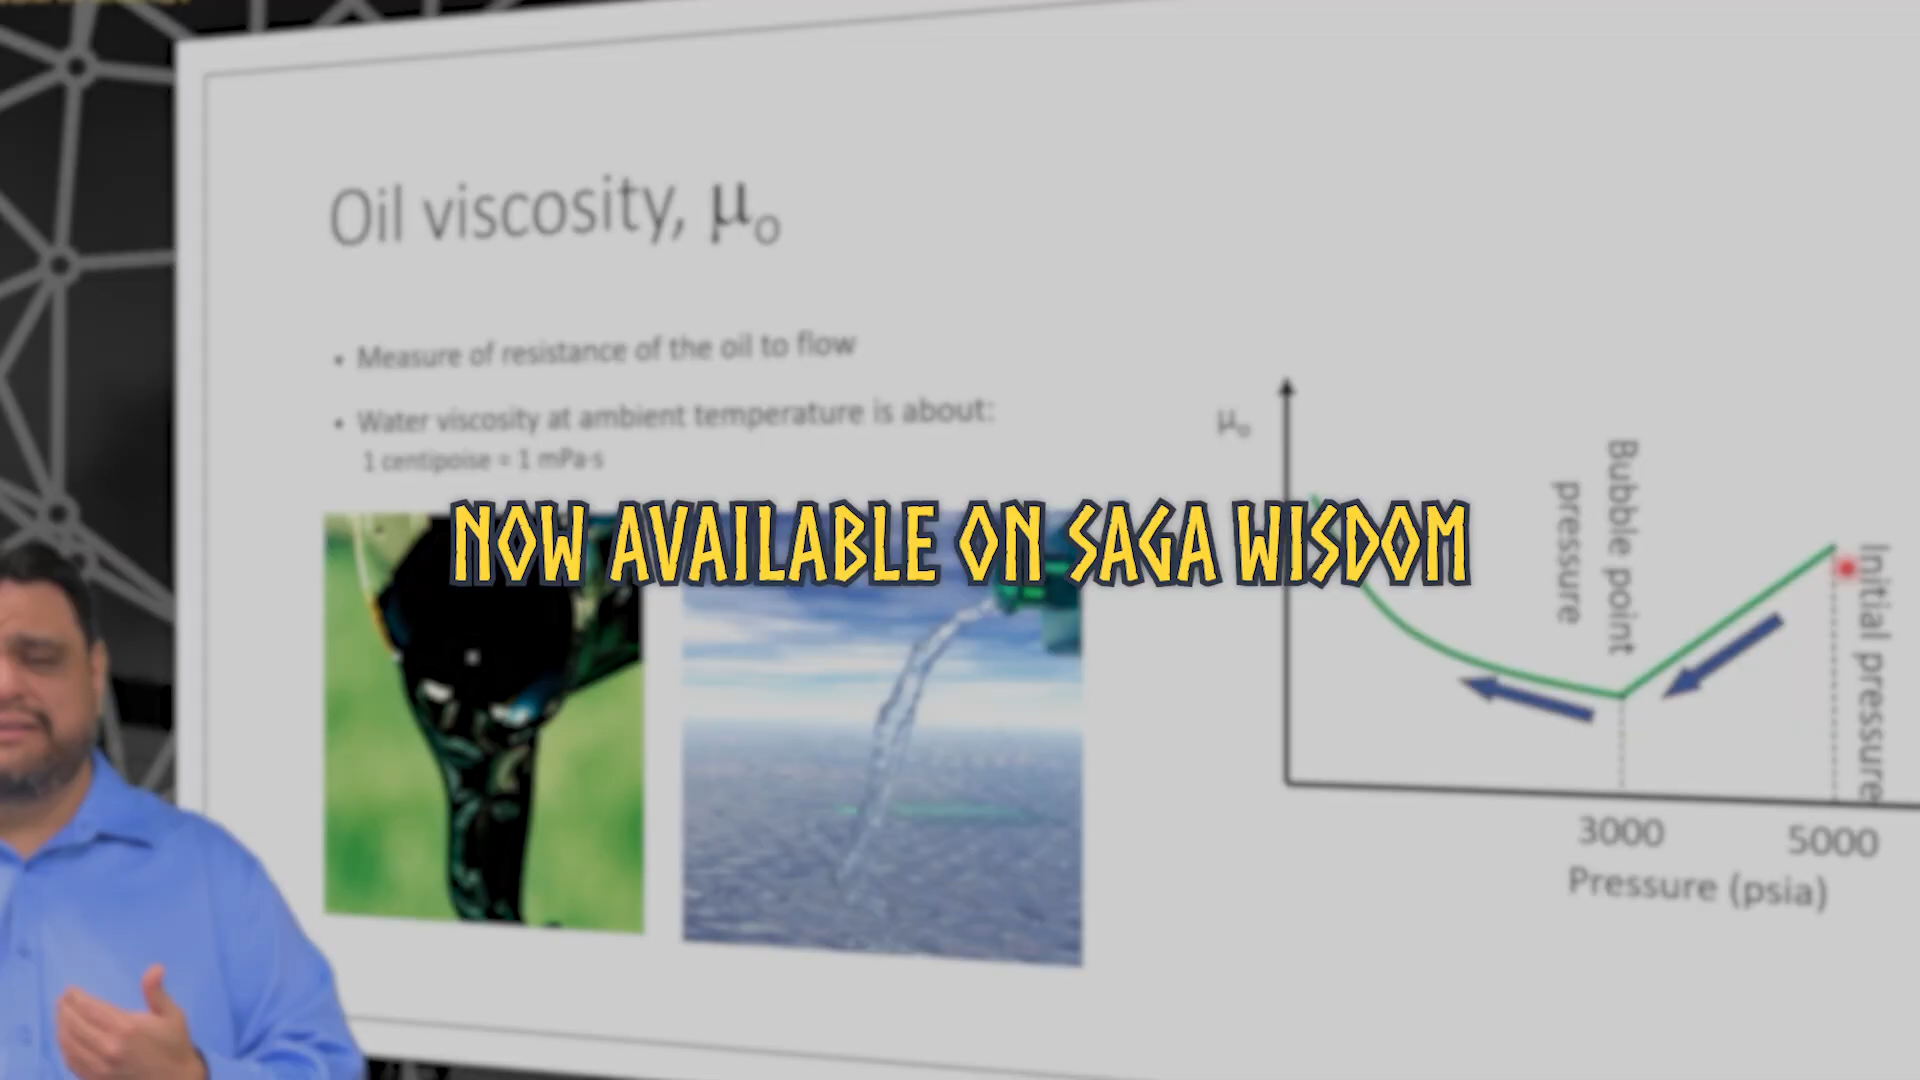 Oil viscosity, μo
• Measure of resistance of the oil to flow
• Water viscosity at ambient temperature is about:
1 centipoise = 1 mPa·s
NOW AVAILABLE ON SAGA WISDOM
μo
Bubble point
pressure
Initial pressure
3000
5000
Pressure (psia)